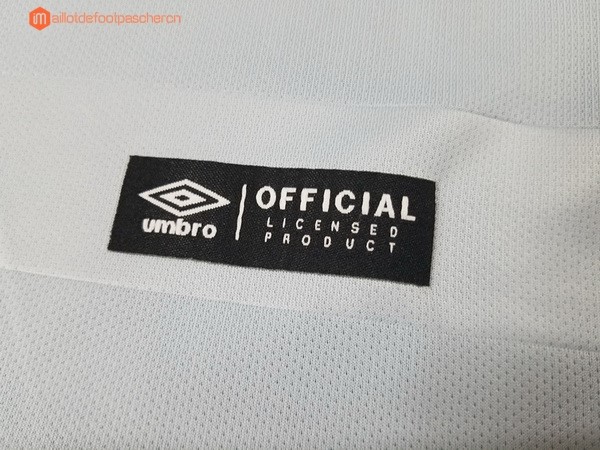 maillotdefootpascher.cn
umbro
OFFICIAL
LICENSED
PRODUCT